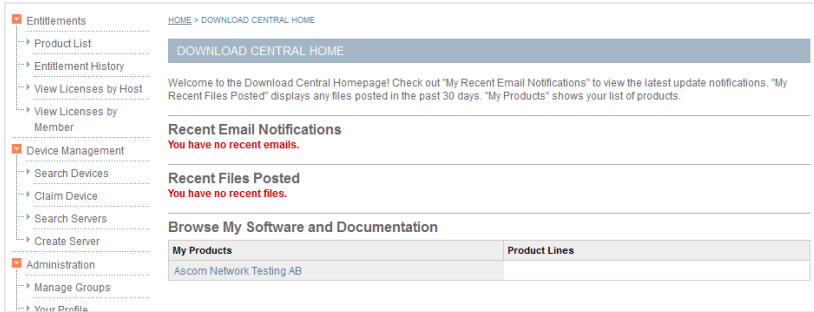 Entitlements
Product List
Entitlement History
View Licenses by Host
View Licenses by
Member
Device Management
Search Devices
Claim Device
Search Servers
Create Server
Administration
Manage Groups
Your Profile
HOME > DOWNLOAD CENTRAL HOME
DOWNLOAD CENTRAL HOME
Welcome to the Download Central Homepage! Check out "My Recent Email Notifications" to view the latest update notifications. "My
Recent Files Posted" displays any files posted in the past 30 days. "My Products" shows your list of products.
Recent Email Notifications
You have no recent emails.
Recent Files Posted
You have no recent files.
Browse My Software and Documentation
My Products Product Lines
Ascom Network Testing AB